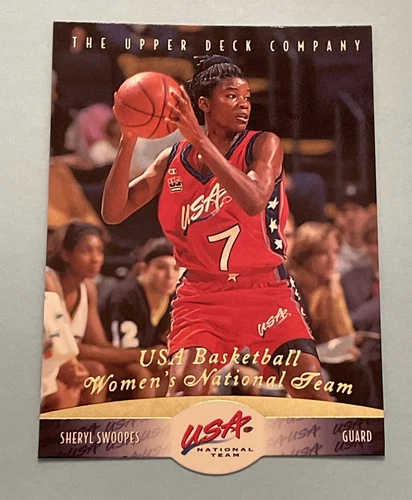 THE UPPER DECK COMPANY
USA
7
USA
12
USA Basketball
Women's National Team
SHERYL SWOOPES
USA
NATIONAL
TEAM
GUARD